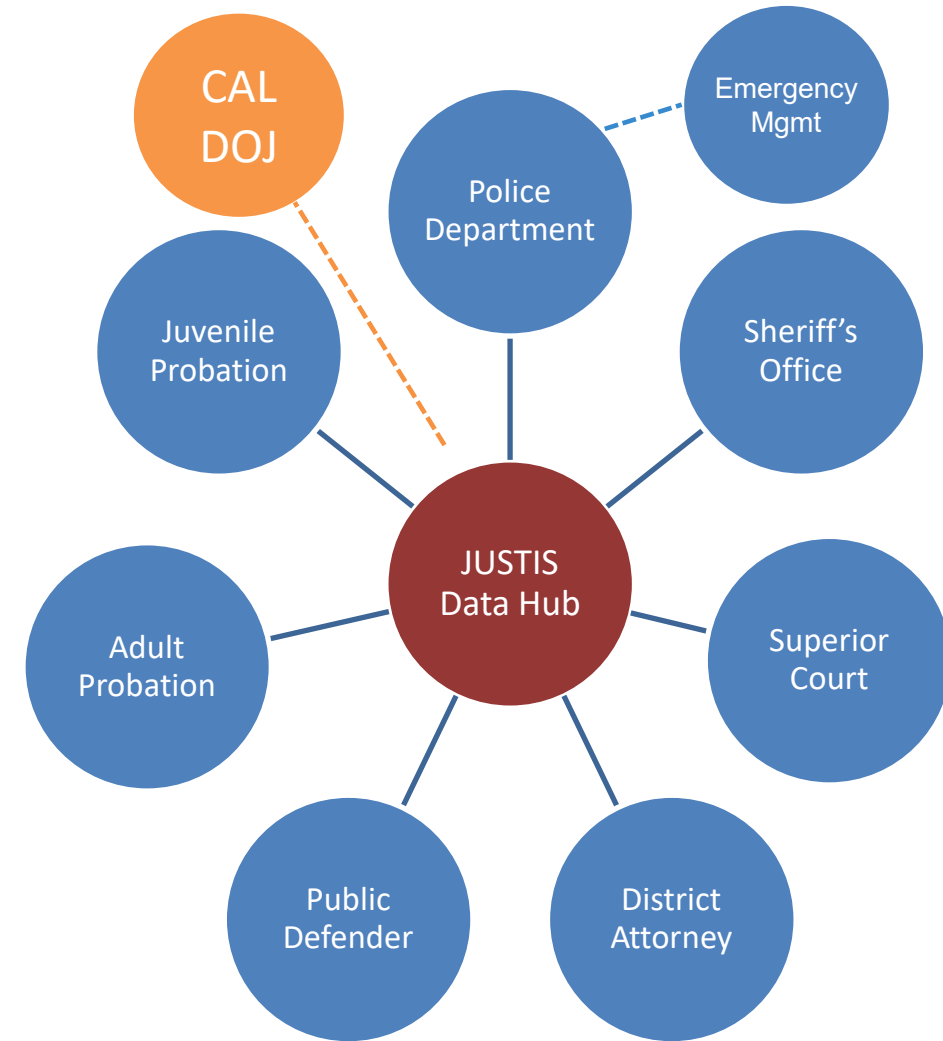 CAL
DOJ
Emergency
Mgmt
Police
Department
Juvenile
Probation
Sheriff’s
Office
JUSTIS
Data Hub
Adult
Probation
Superior
Court
Public
Defender
District
Attorney